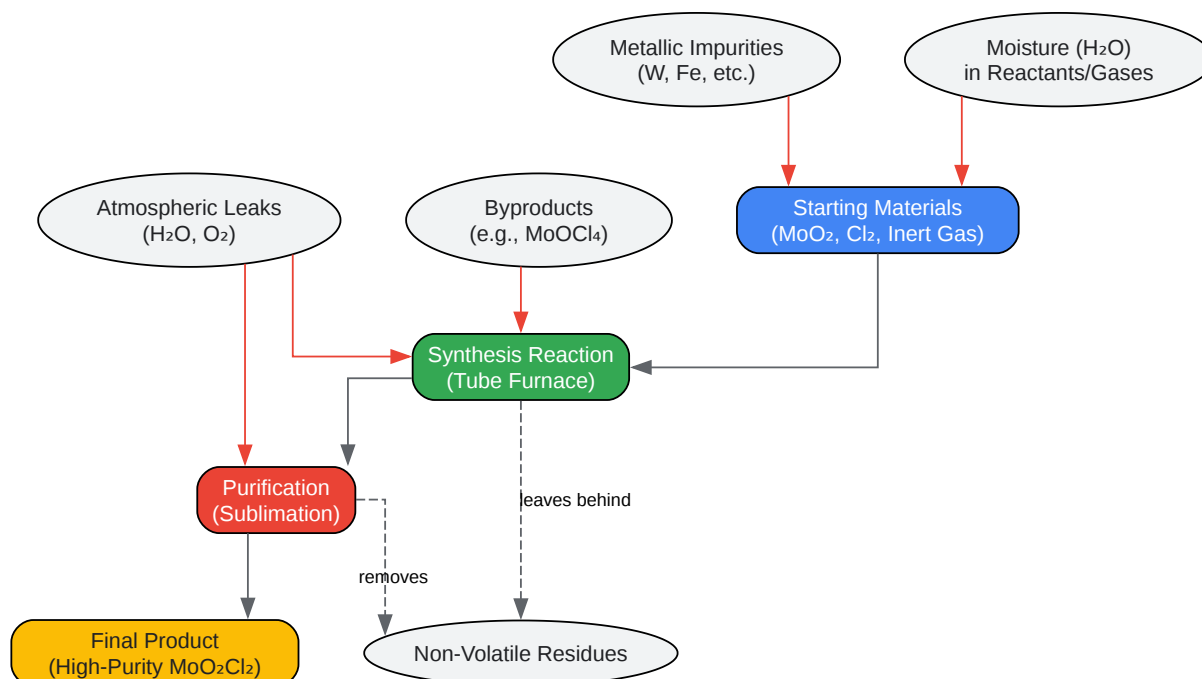 Metallic Impurities
(W, Fe, etc.)
Moisture (H₂O)
in Reactants/Gases
Atmospheric Leaks
(H₂O, O₂)
Byproducts
(e.g., MoOCl₄)
Starting Materials
(MoO₂, Cl₂, Inert Gas)
Synthesis Reaction
(Tube Furnace)
Purification
(Sublimation)
leaves behind
removes
Final Product
(High-Purity MoO₂Cl₂)
Non-Volatile Residues